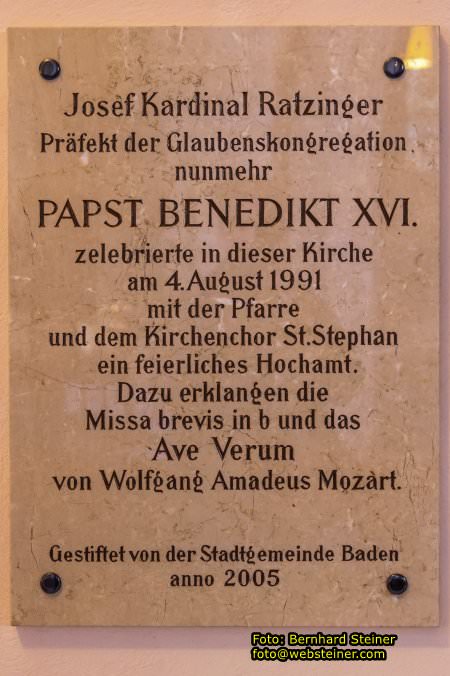 Josef Kardinal Ratzinger
Präfekt der Glaubenskongregation
nunmehr
PAPST BENEDIKT XVI.
zelebrierte in dieser Kirche
am 4. August 1991
mit der Pfarre
und dem Kirchenchor St. Stephan
ein feierliches Hochamt.
Dazu erklangen die
Missa brevis in b und das
Ave Verum
von Wolfgang Amadeus Mozart.
Gestiftet von der Stadtgemeinde Baden
anno 2005
Foto: Bernhard Steiner
foto@websteiner.com